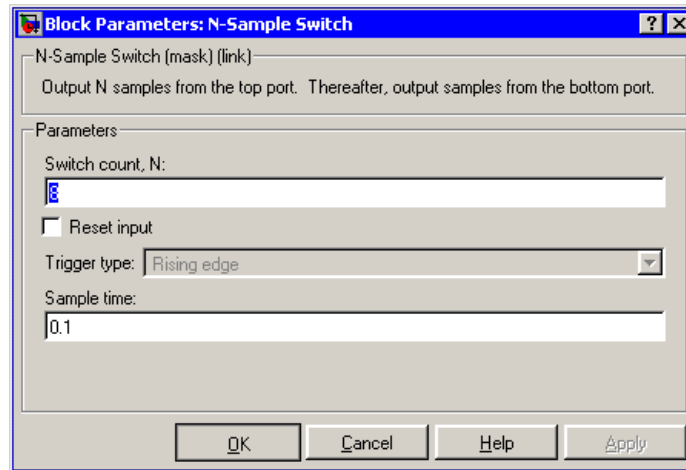 Block Parameters: N-Sample Switch
N-Sample Switch (mask) (link)
Output N samples from the top port. Thereafter, output samples from the bottom port.
Parameters
Switch count, N:
8
Reset input
Trigger type: Rising edge
Sample time:
0.1
OK Cancel Help Apply